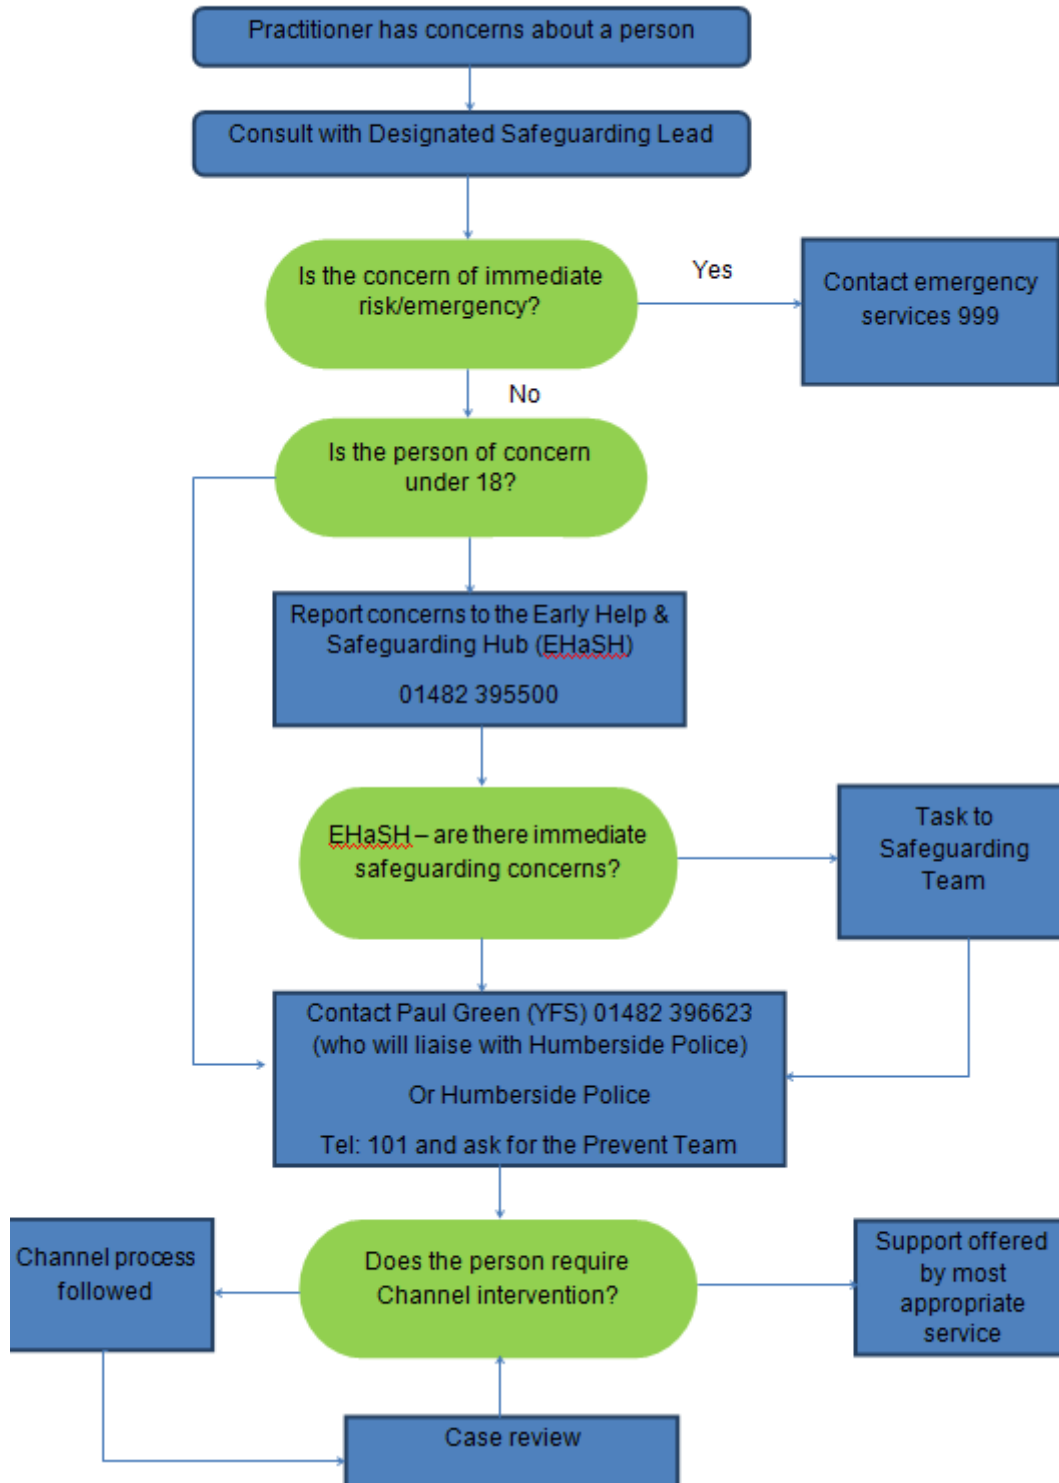 Practitioner has concerns about a person
Consult with Designated Safeguarding Lead
Is the concern of immediate
risk/emergency?
Yes
Contact emergency
services 999
No
Is the person of concern
under 18?
Report concerns to the Early Help &
Safeguarding Hub (EHaSH)
01482 395500
EHaSH – are there immediate
safeguarding concerns?
Task to
Safeguarding
Team
Contact Paul Green (YFS) 01482 396623
(who will liaise with Humberside Police)
Or Humberside Police
Tel: 101 and ask for the Prevent Team
Channel process
followed
Does the person require
Channel intervention?
Support offered
by most
appropriate
service
Case review